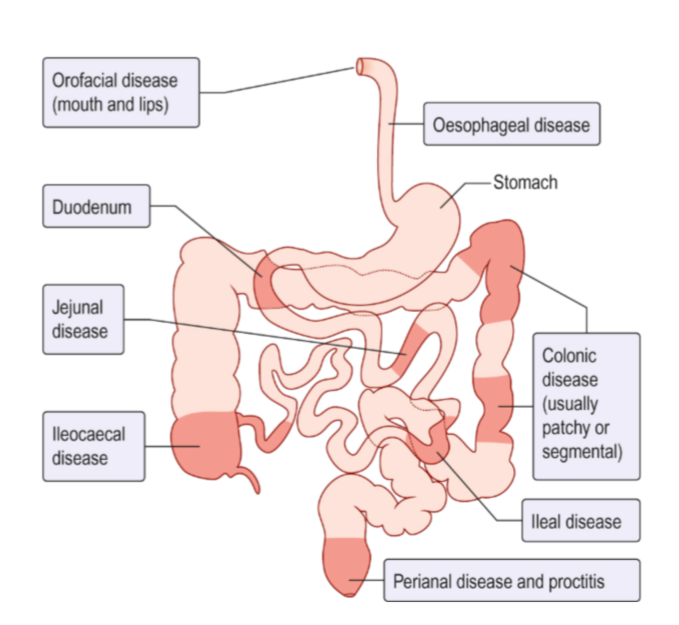 Orofacial disease
(mouth and lips)
Oesophageal disease
Stomach
Duodenum
Jejunal
disease
Colonic
disease
(usually
patchy or
segmental)
Ileocaecal
disease
Ileal disease
Perianal disease and proctitis